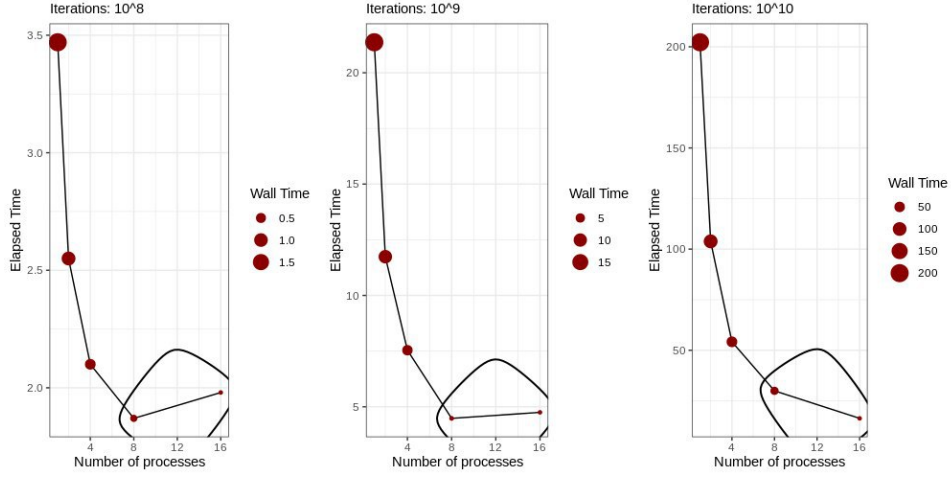 Iterations: 10^8
3.5
3.0
2.5
2.0
Elapsed Time
4 8 12 16
Number of processes
Wall Time
0.5
1.0
1.5
Iterations: 10^9
20
15
10
5
Elapsed Time
4 8 12 16
Number of processes
Wall Time
5
10
15
Iterations: 10^10
200
150
100
50
Elapsed Time
4 8 12 16
Number of processes
Wall Time
50
100
150
200